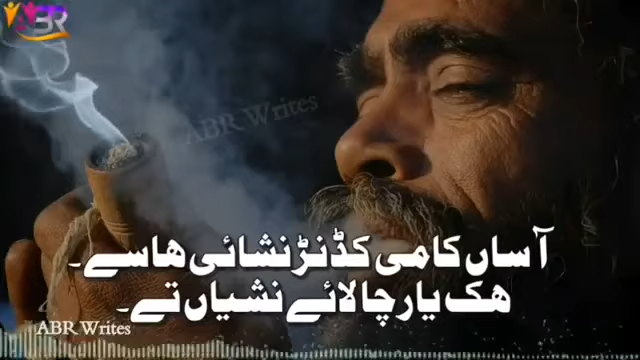 ABR
ABR Writes
آساں کامی کڈنڑ نشائی ھاسے۔
ھک یار چا لائے نشیاں تے۔
ABR Writes